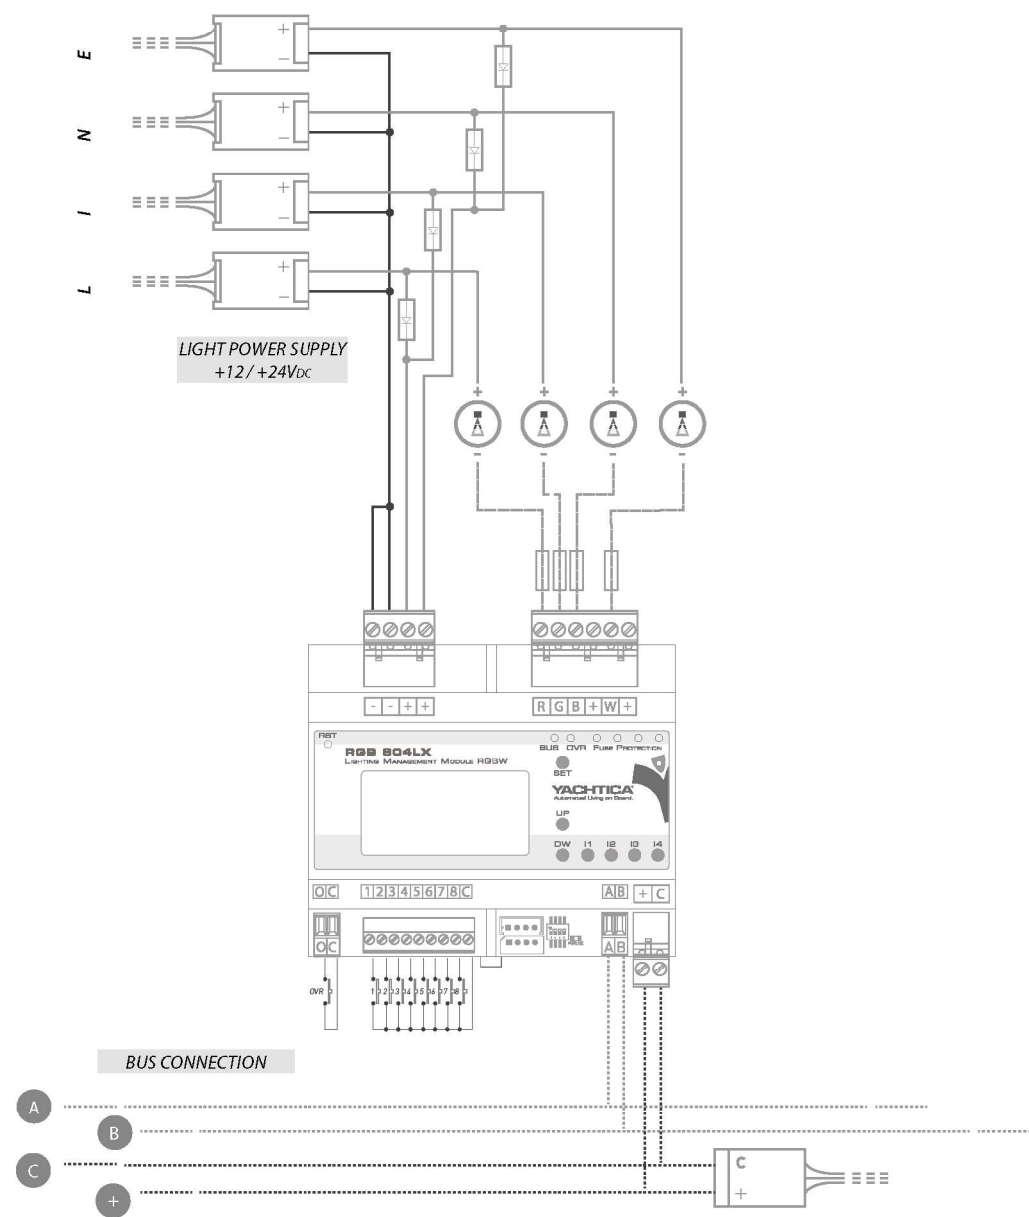 E
+
−
N
+
−
I
+
−
L
+
−
LIGHT POWER SUPPLY
+12 / +24VDC
+ + + +
- - - -
- - + +
R G B + W +
RST
RGB 804LX
LIGHTING MANAGEMENT MODULE RGBW
BUS OVR FUSE PROTECTION
SET
YACHTICA
Automated Living on Board.
UP
DW I1 I2 I3 I4
O C
1 2 3 4 5 6 7 8 C
A B
+ C
O C
A B
OVR
1 2 3 4 5 6 7 8
BUS CONNECTION
A
B
C
+
C
+